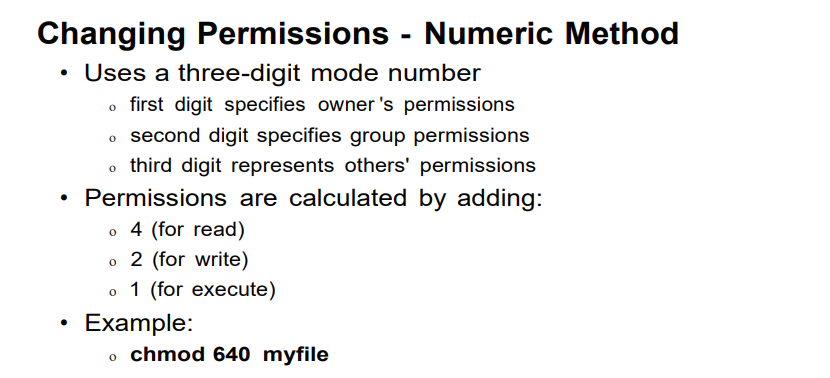 Changing Permissions - Numeric Method
• Uses a three-digit mode number
o first digit specifies owner's permissions
o second digit specifies group permissions
o third digit represents others' permissions
• Permissions are calculated by adding:
o 4 (for read)
o 2 (for write)
o 1 (for execute)
• Example:
o chmod 640 myfile